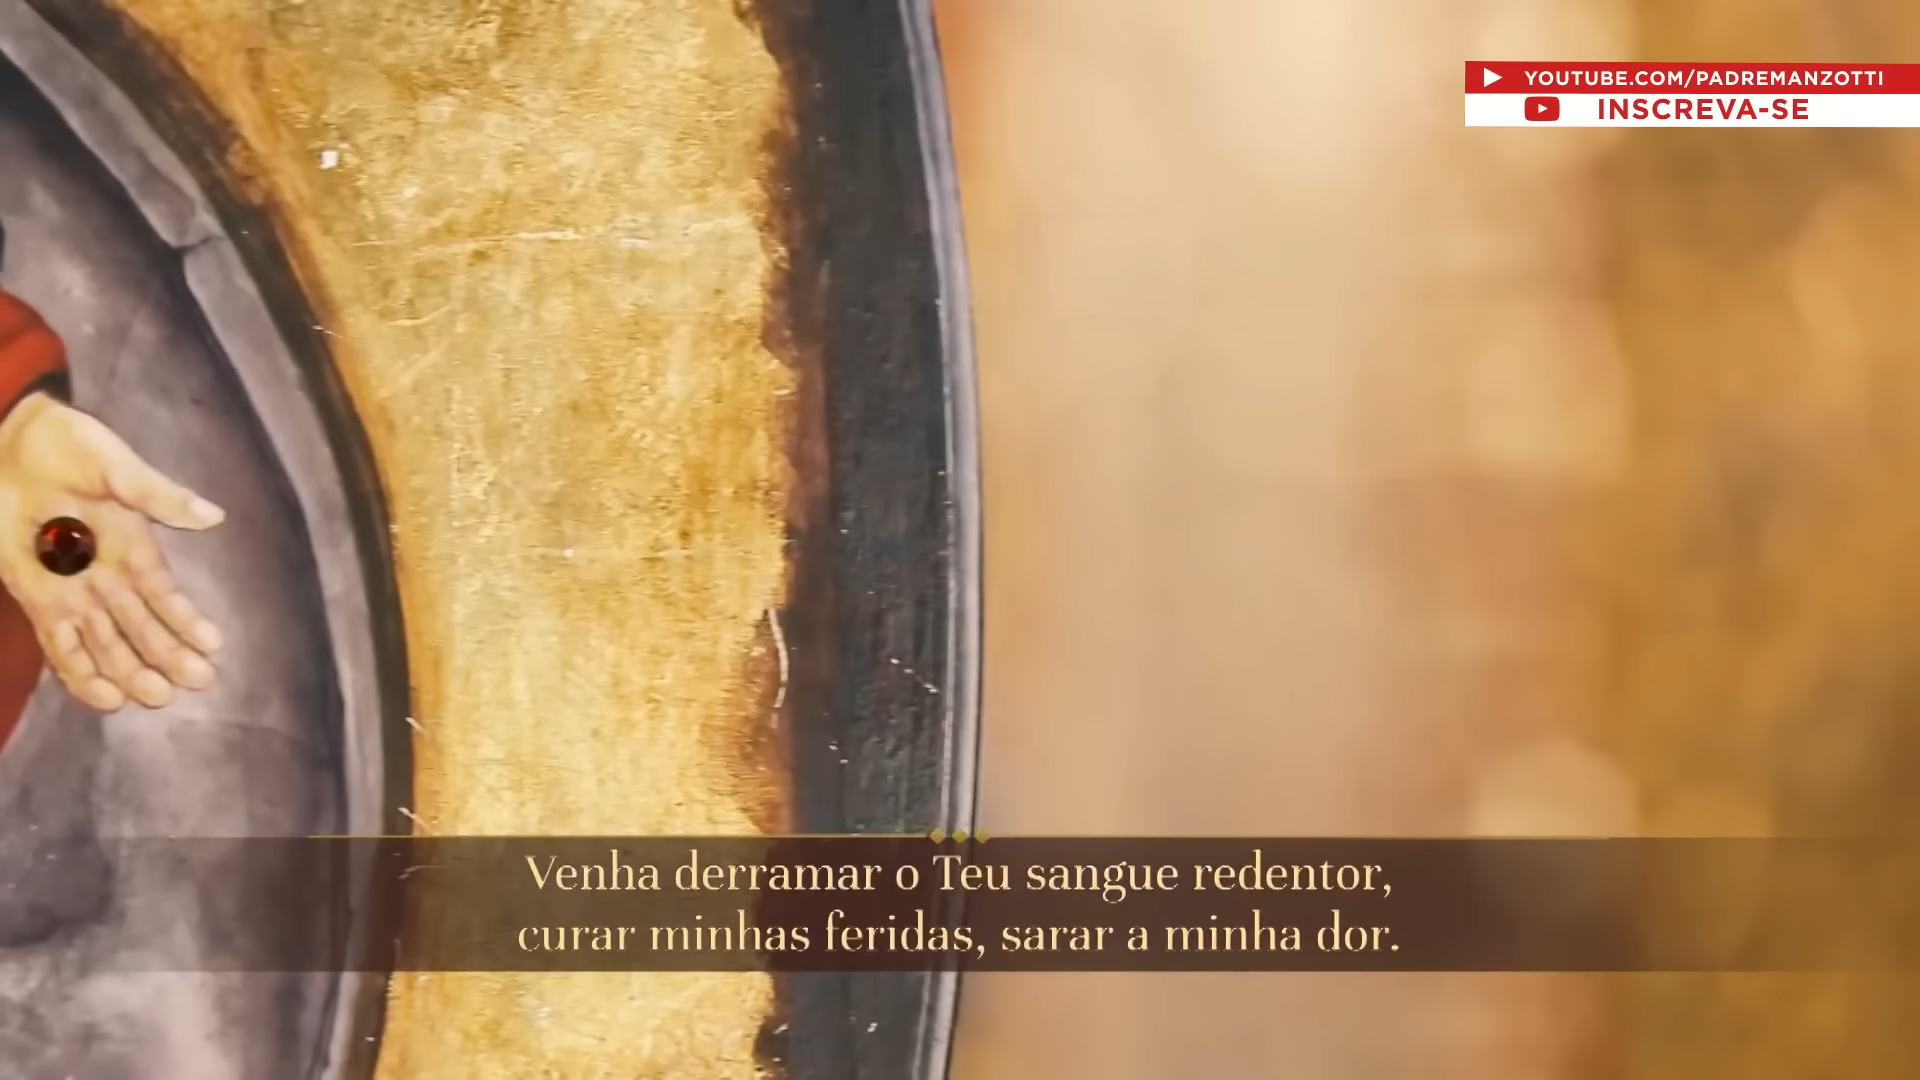 YOUTUBE.COM/PADREMANZOTTI
INSCREVA-SE
Venha derramar o Teu sangue redentor,
curar minhas feridas, sarar a minha dor.